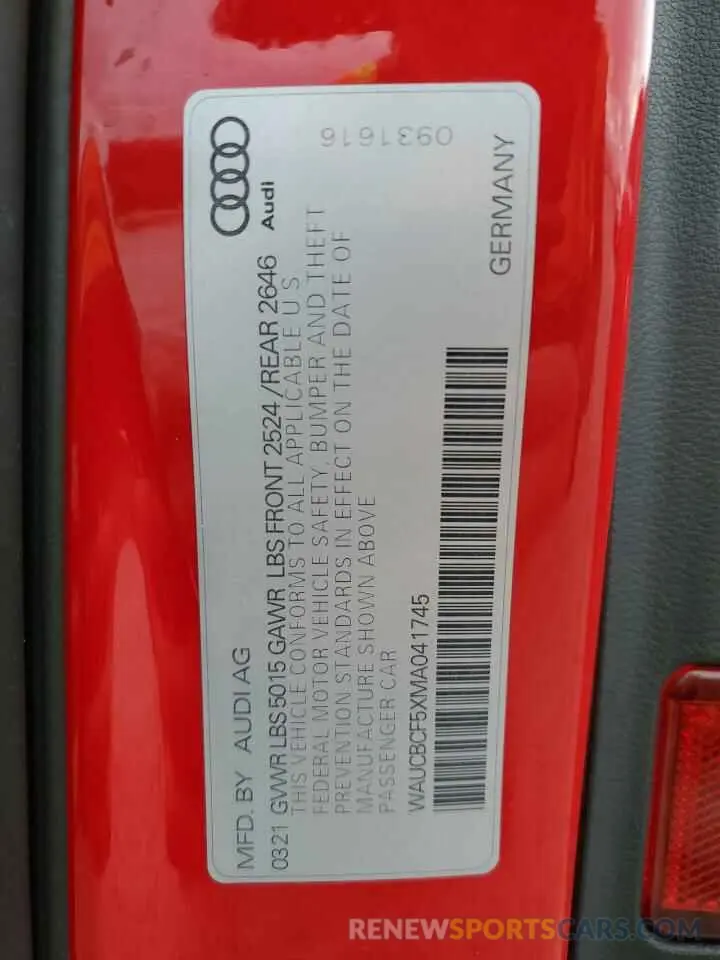 MFD. BY AUDI AG
Audi
0321 GVWR LBS 5015 GAWR LBS FRONT 2524 /REAR 2646
THIS VEHICLE CONFORMS TO ALL APPLICABLE U S
FEDERAL MOTOR VEHICLE SAFETY, BUMPER AND THEFT
PREVENTION STANDARDS IN EFFECT ON THE DATE OF
MANUFACTURE SHOWN ABOVE
PASSENGER CAR
0931616
WAUCBCF5XMA041745
GERMANY
RENEWSPORTSCARS.COM